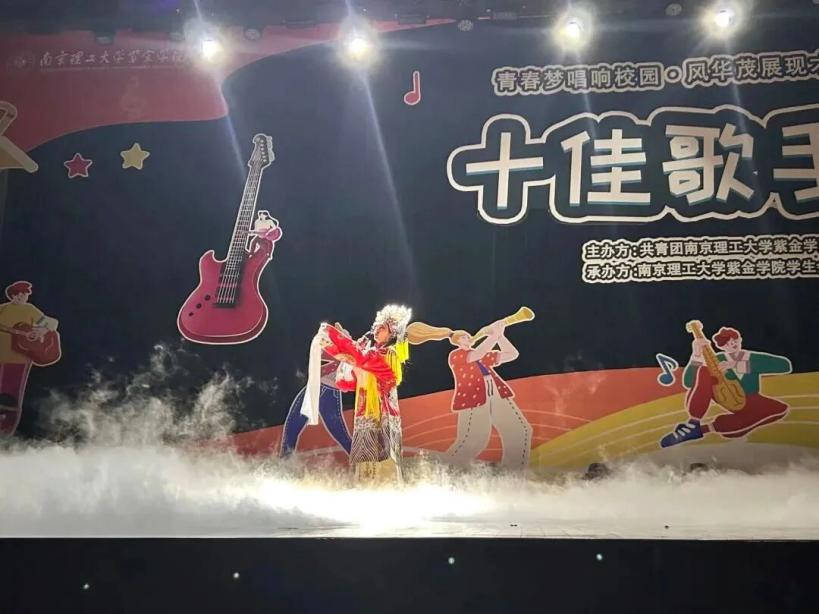 南京理工大学紫金学院
青春梦唱响校园·风华茂展现
十佳歌手
主办方：共青团南京理工大学紫金学
承办方：南京理工大学紫金学院学生